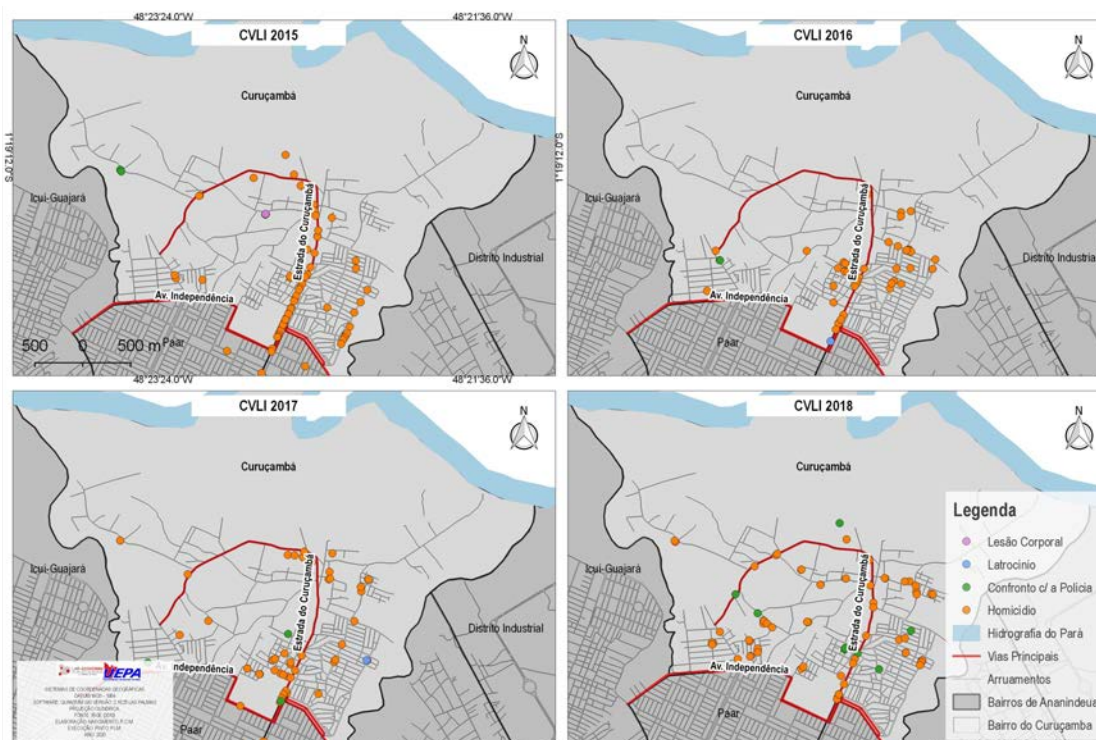 48°23'24.0"W
48°21'36.0"W
CVLI 2015
CVLI 2016
N
N
Curuçambá
Curuçambá
1°19'12.0"S
1°19'12.0"S
Icuí-Guajará
Icuí-Guajará
Estrada do Curuçambá
Estrada do Curuçambá
Distrito Industrial
Distrito Industrial
Av. Independência
Av. Independência
Paar
Paar
500 0 500 m
48°23'24.0"W
48°21'36.0"W
CVLI 2017
CVLI 2018
N
N
Curuçambá
Curuçambá
Icuí-Guajará
Icuí-Guajará
Estrada do Curuçambá
Estrada do Curuçambá
Distrito Industrial
Av. Independência
Av. Independência
Paar
Paar
UEPA
Legenda
Lesão Corporal
Latrocínio
Confronto c/ a Polícia
Homicídio
Hidrografia do Pará
Vias Principais
Arruamentos
Bairros de Ananindeua
Bairro do Curuçambá